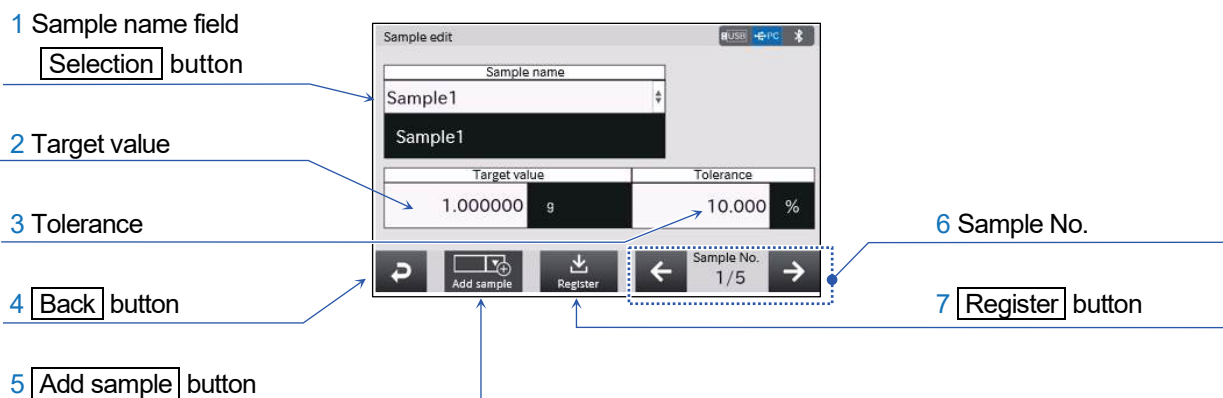 1 Sample name field
Selection button
2 Target value
3 Tolerance
4 Back button
5 Add sample button
Sample edit
USB PC
Sample name
Sample1
Sample1
Target value Tolerance
1.000000 g 10.000 %
Add sample
Register
Sample No.
1/5
6 Sample No.
7 Register button